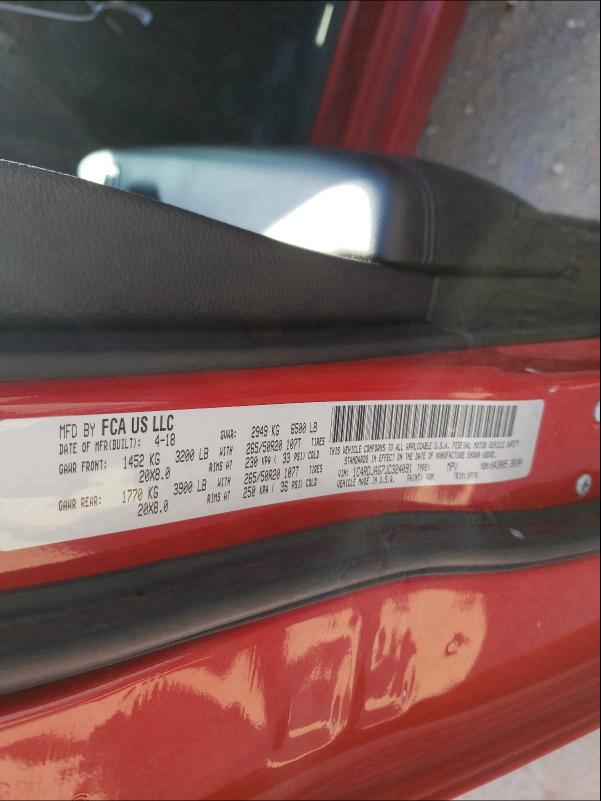 MFD BY FCA US LLC
DATE OF MFR(BUILT): 4-18 GVWR: 2949 KG 6500 LB
GAWR FRONT: 1452 KG 3200 LB WITH 265/50R20 107T TIRES
20X8.0 RIMS AT 230 KPA ( 33 PSI) COLD
GAWR REAR: 1770 KG 3900 LB WITH 265/50R20 107T TIRES
20X8.0 RIMS AT 250 KPA ( 36 PSI) COLD
THIS VEHICLE CONFORMS TO ALL APPLICABLE U.S.A. FEDERAL MOTOR VEHICLE SAFETY
STANDARDS IN EFFECT ON THE DATE OF MANUFACTURE SHOWN ABOVE.
VIN: TYPE: MPV MDH:
VEHICLE MADE IN U.S.A. PAINT: TRIM: